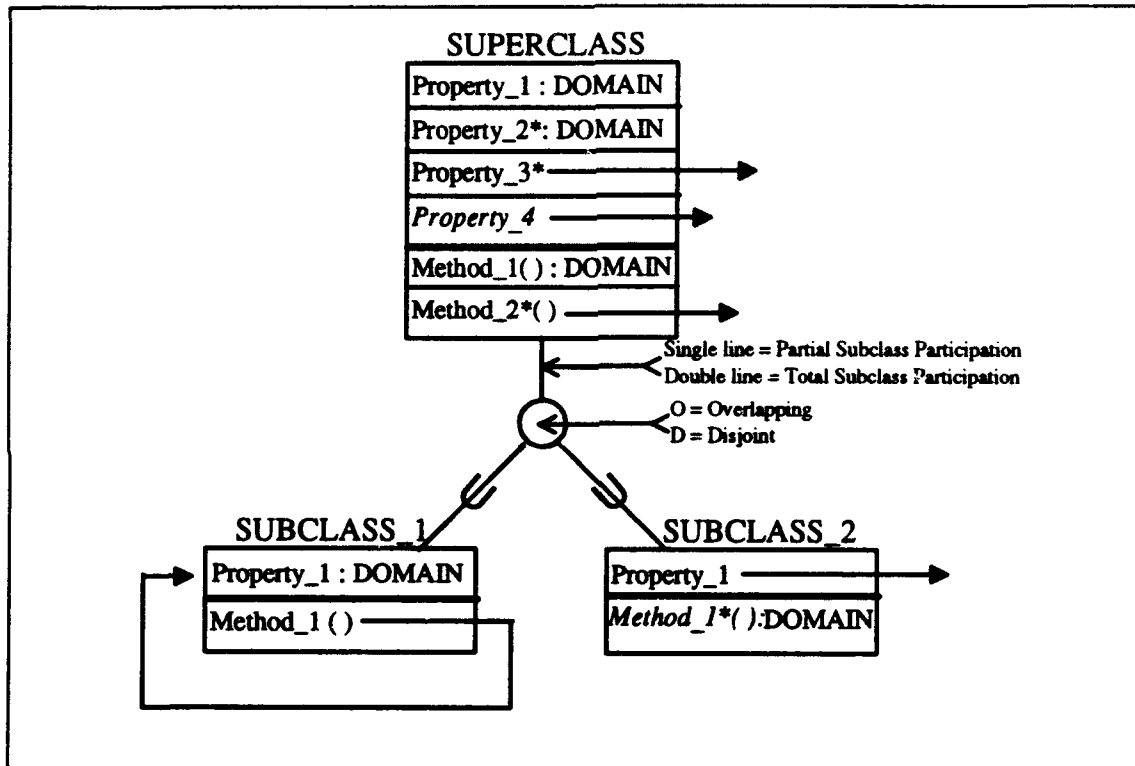 SUPERCLASS
Property_1 : DOMAIN
Property_2*: DOMAIN
Property_3*
Property_4
Method_1( ) : DOMAIN
Method_2*( )
Single line = Partial Subclass Participation
Double line = Total Subclass Participation
O = Overlapping
D = Disjoint
SUBCLASS_1
Property_1 : DOMAIN
Method_1 ( )
SUBCLASS_2
Property_1
Method_1*( ):DOMAIN